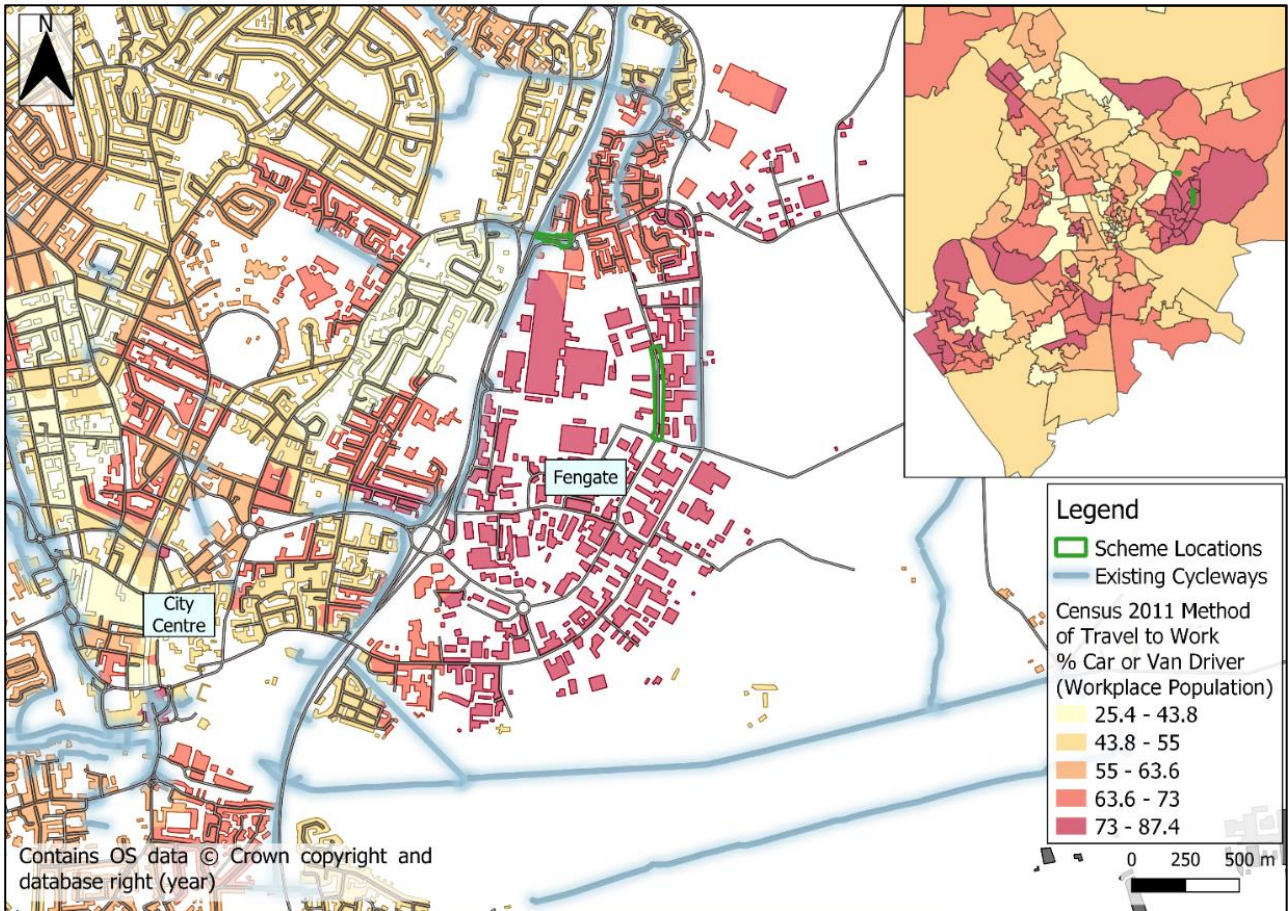 N
Fengate
City
Centre
Legend
Scheme Locations
Existing Cycleways
Census 2011 Method
of Travel to Work
% Car or Van Driver
(Workplace Population)
25.4 - 43.8
43.8 - 55
55 - 63.6
63.6 - 73
73 - 87.4
0 250 500 m
Contains OS data © Crown copyright and
database right (year)